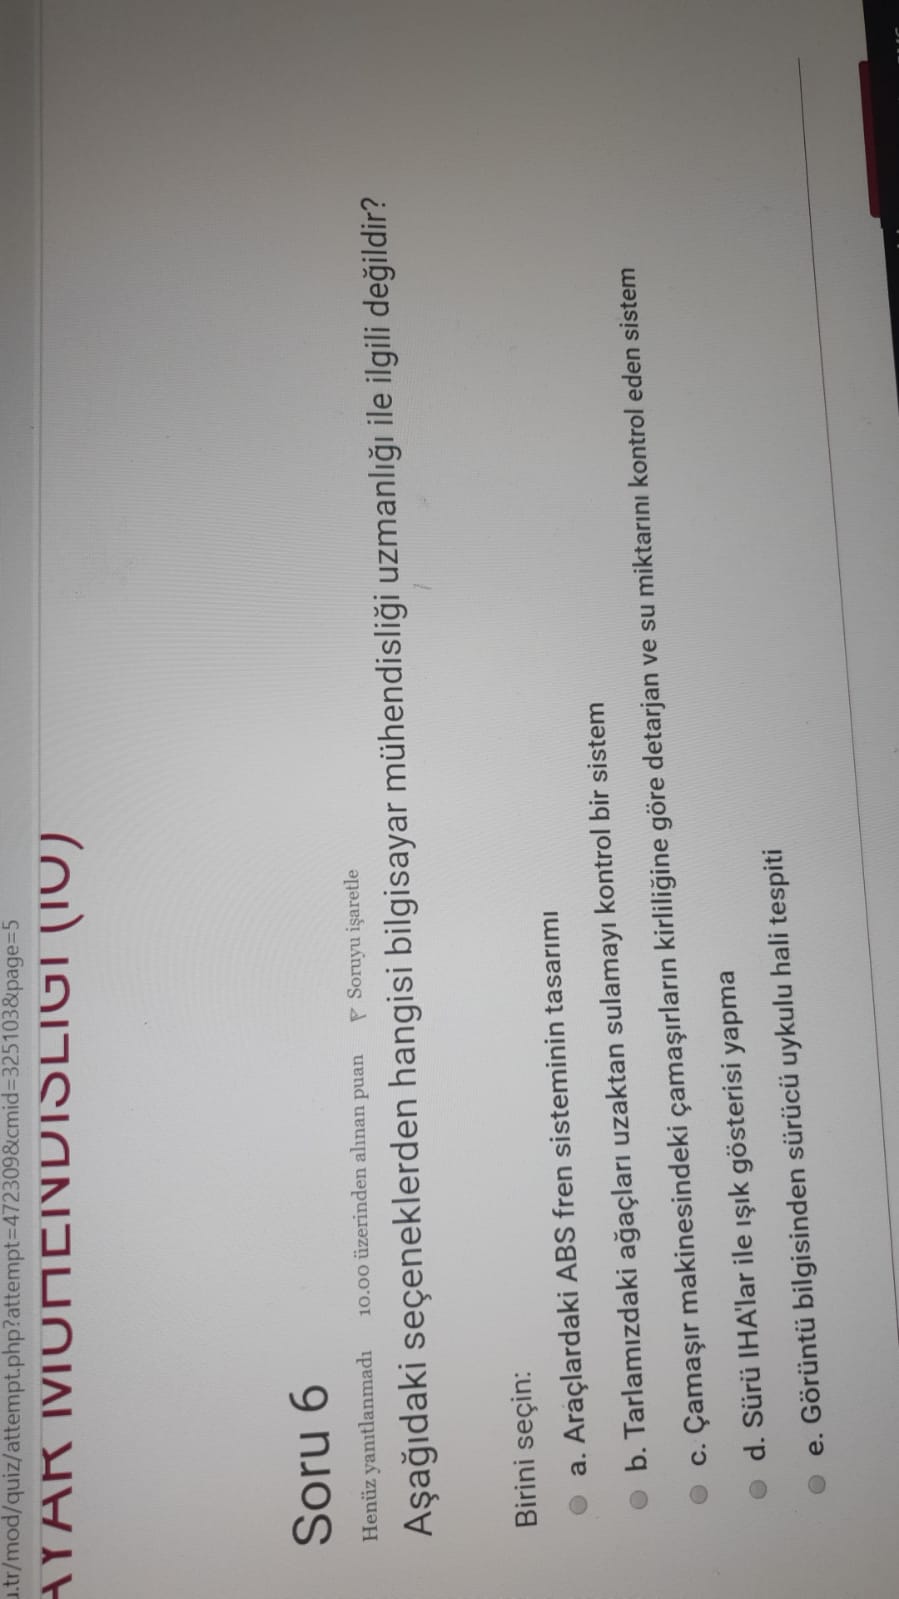 u.tr/mod/quiz/attempt.php?attempt=472309&cmid=325103&page=5
AYAR MÜHENDİSLİĞİ (İÖ)
Soru 6
Henüz yanıtlanmadı 10.00 üzerinden alınan puan Soruyu işaretle
Aşağıdaki seçeneklerden hangisi bilgisayar mühendisliği uzmanlığı ile ilgili değildir?
Birini seçin:
a. Araçlardaki ABS fren sisteminin tasarımı
b. Tarlamızdaki ağaçları uzaktan sulamayı kontrol bir sistem
c. Çamaşır makinesindeki çamaşırların kirliliğine göre detarjan ve su miktarını kontrol eden sistem
d. Sürü IHA'lar ile ışık gösterisi yapma
e. Görüntü bilgisinden sürücü uykulu hali tespiti